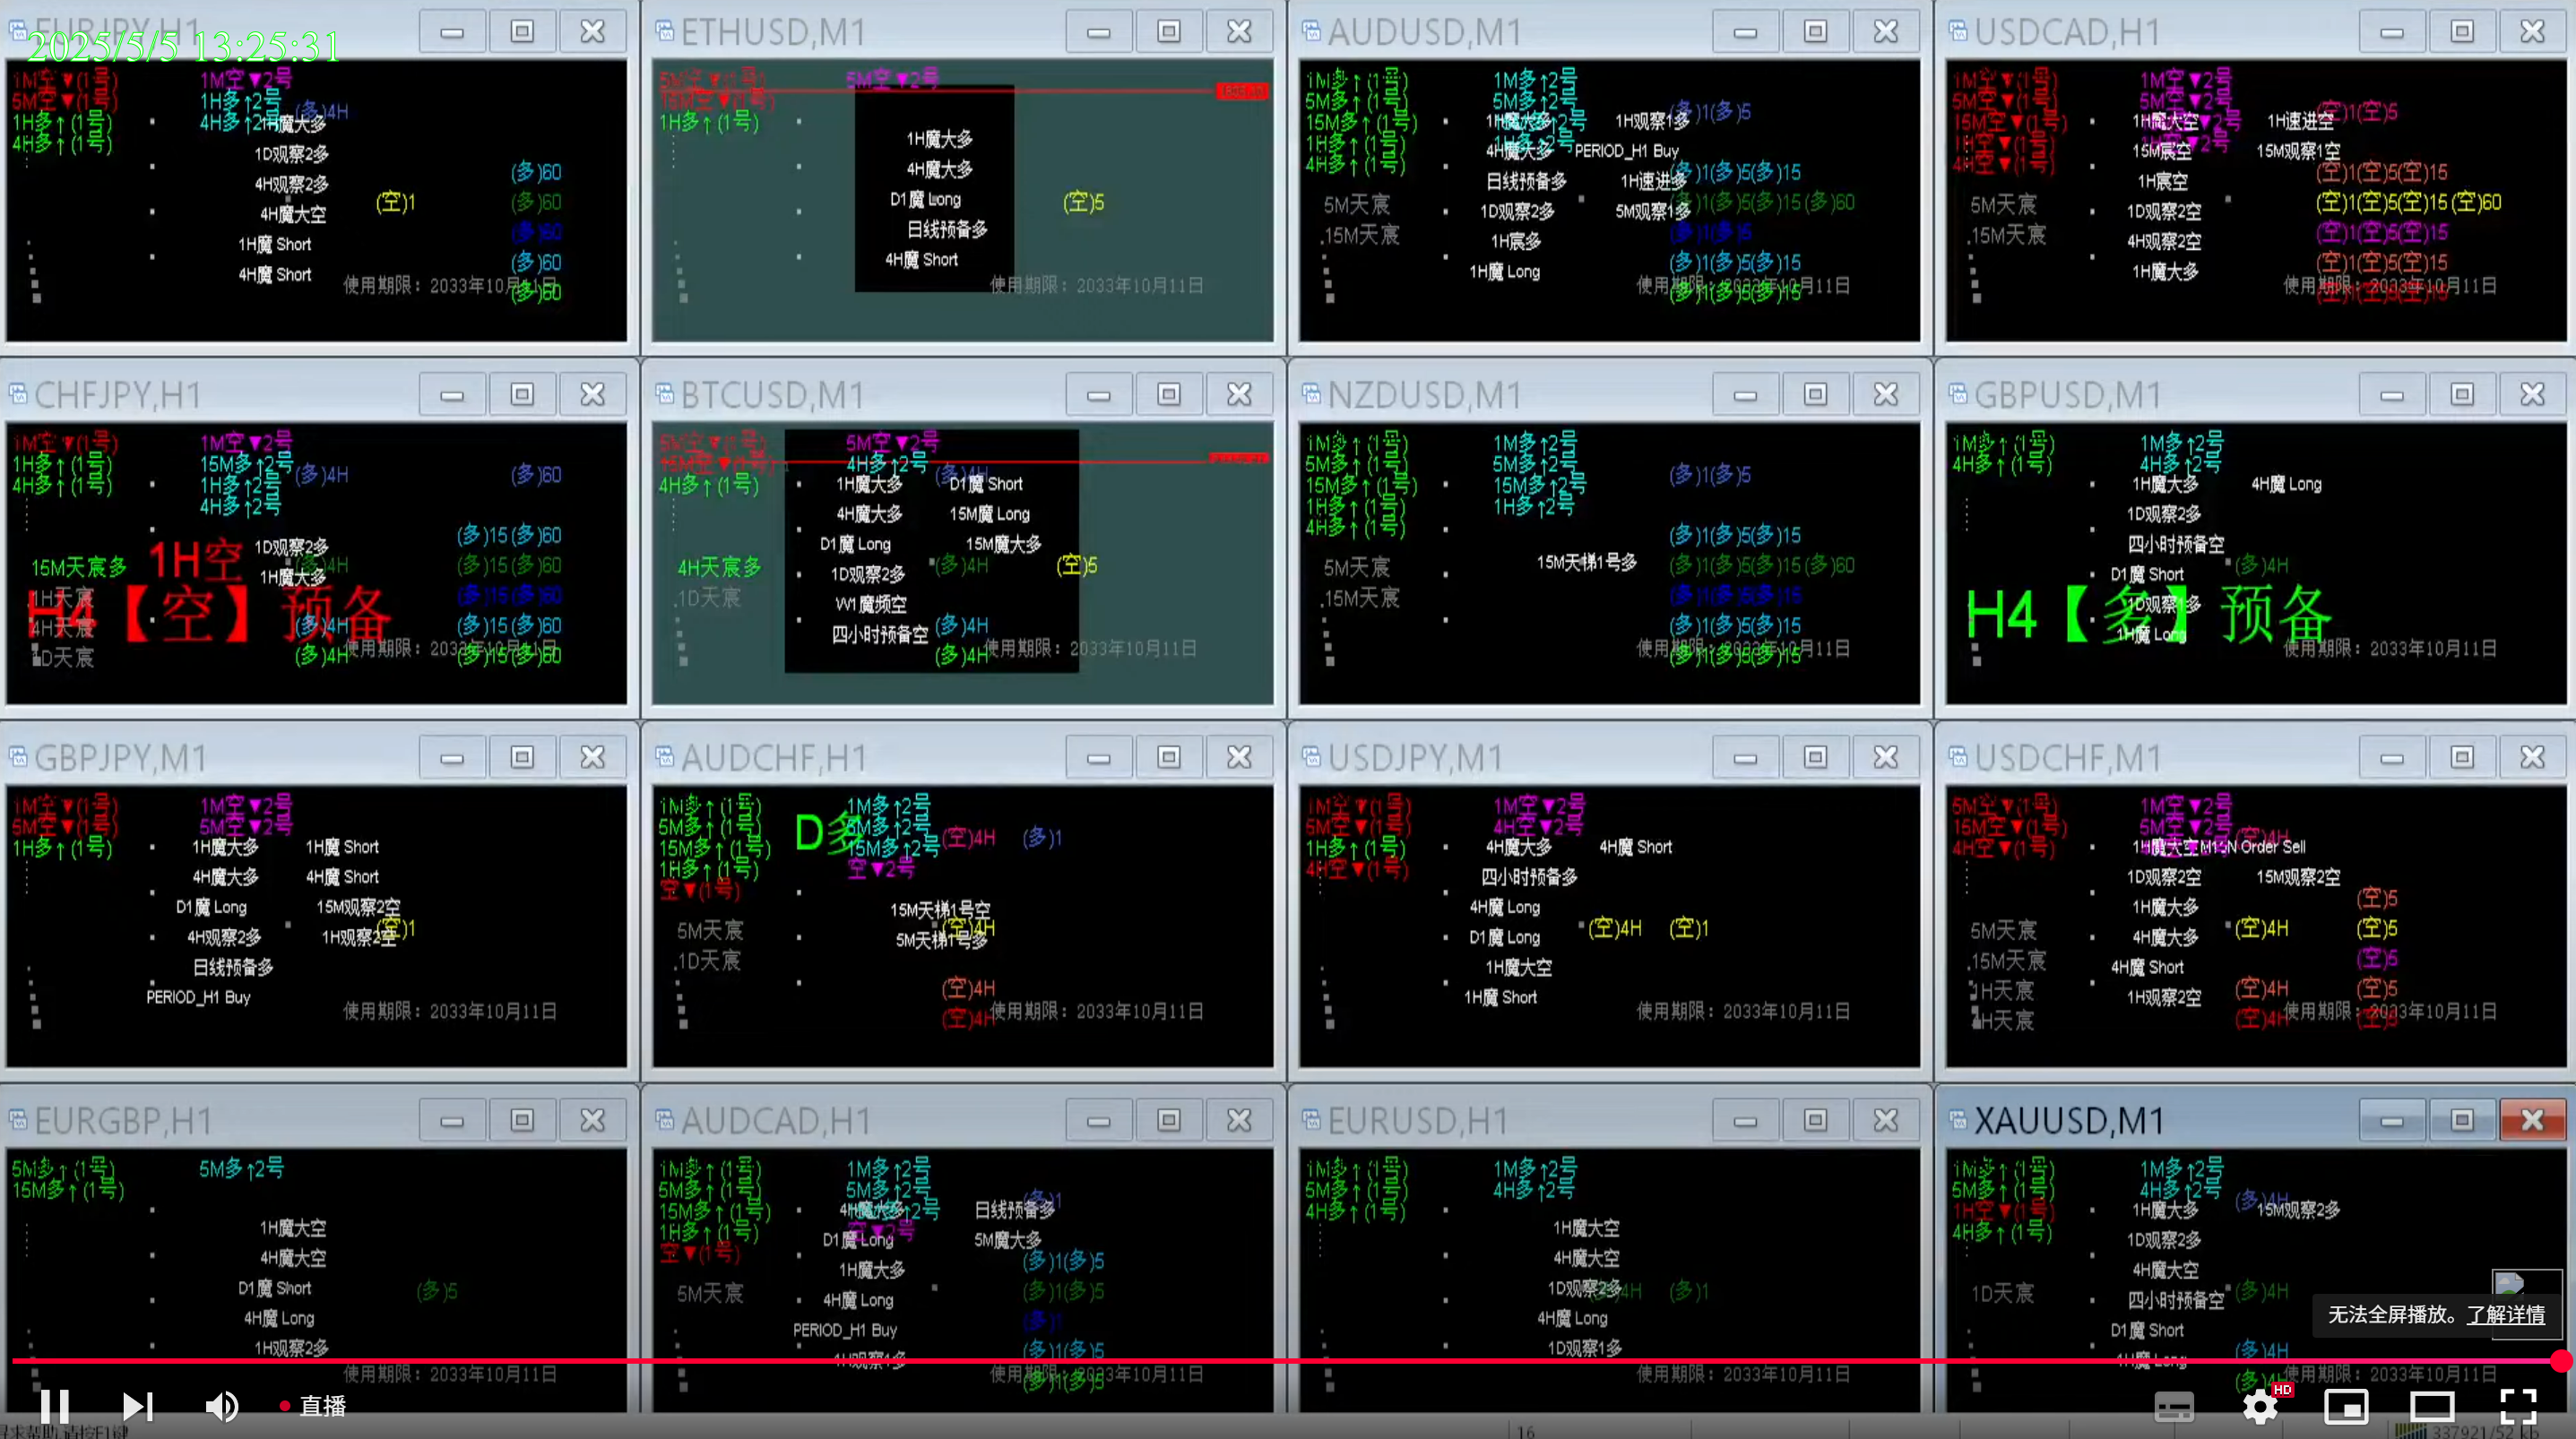 EURJPY,H1
2025/5/5 13:25:31
1M空▼(1号)
5M空▼(1号)
1H多↑(1号)
4H多↑(1号)
1M空▼2号
1H多↑2号
4H多↑2号
(多)4H
1H魔大多
1D观察2多
4H观察2多
4H魔大空
1H魔 Short
4H魔 Short
(空)1
(多)60
(多)60
(多)60
(多)60
(多)60
使用期限：2033年10月11日
ETHUSD,M1
5M空▼(1号)
15M空▼(1号)
1H多↑(1号)
5M空▼2号
1H魔大多
4H魔大多
D1魔 Long
日线预备多
4H魔 Short
(空)5
使用期限：2033年10月11日
AUDUSD,M1
1M多↑(1号)
5M多↑(1号)
15M多↑(1号)
1H多↑(1号)
4H多↑(1号)
5M天宸
15M天宸
1M多↑2号
5M多↑2号
1H魔大多
4H魔大多
日线预备多
1D观察2多
1H宸多
1H魔 Long
1H观察1多
PERIOD_H1 Buy
1H速进多
5M观察1多
(多)1(多)5
(多)1(多)5(多)15
(多)1(多)5(多)15(多)60
(多)1(多)5
(多)1(多)5(多)15
(多)1(多)5(多)15
使用期限：2033年10月11日
USDCAD,H1
1M空▼(1号)
5M空▼(1号)
15M空▼(1号)
1H空▼(1号)
4H空▼(1号)
5M天宸
15M天宸
1M空▼2号
5M空▼2号
1H魔大空
15M宸空
1H宸空
1D观察2空
4H观察2空
1H魔大多
1H速进空
15M观察1空
(空)1(空)5
(空)1(空)5(空)15
(空)1(空)5(空)15(空)60
(空)1(空)5(空)15
(空)1(空)5(空)15
(空)1(空)5(空)15
使用期限：2033年10月11日
CHFJPY,H1
1M空▼(1号)
1H多↑(1号)
4H多↑(1号)
1M空▼2号
15M多↑2号
1H多↑2号
4H多↑2号
(多)4H
(多)60
15M天宸多
1H空
1D观察2多
1H魔大多
(多)4H
1H天宸
4H天宸
1D天宸
H4【空】预备
(多)15(多)60
(多)15(多)60
(多)15(多)60
(多)4H
(多)15(多)60
(多)4H
(多)15(多)60
使用期限：2033年10月11日
BTCUSD,M1
5M空▼(1号)
15M空▼(1号)
4H多↑(1号)
4H天宸多
1D天宸
5M空▼2号
4H多↑2号
(多)4H
1H魔大多
4H魔大多
D1魔 Long
1D观察2多
W1魔频空
四小时预备空
D1魔 Short
15M魔 Long
15M魔大多
(多)4H
(空)5
(多)4H
(多)4H
使用期限：2033年10月11日
NZDUSD,M1
1M多↑(1号)
5M多↑(1号)
15M多↑(1号)
1H多↑(1号)
4H多↑(1号)
5M天宸
15M天宸
1M多↑2号
5M多↑2号
15M多↑2号
1H多↑2号
15M天梯1号多
(多)1(多)5
(多)1(多)5(多)15
(多)1(多)5(多)15(多)60
(多)1(多)5(多)15
(多)1(多)5(多)15
(多)1(多)5(多)15
使用期限：2033年10月11日
GBPUSD,M1
1M多↑(1号)
4H多↑(1号)
1M多↑2号
4H多↑2号
1H魔大多
4H魔 Long
1D观察2多
四小时预备空
D1魔 Short
(多)4H
1D观察1多
1H魔 Long
H4【多】预备
使用期限：2033年10月11日
GBPJPY,M1
1M空▼(1号)
5M空▼(1号)
1H多↑(1号)
1M空▼2号
5M空▼2号
1H魔大多
4H魔大多
D1魔 Long
4H观察2多
日线预备多
PERIOD_H1 Buy
1H魔 Short
4H魔 Short
15M观察2空
1H观察2空
(空)1
使用期限：2033年10月11日
AUDCHF,H1
1M多↑(1号)
5M多↑(1号)
15M多↑(1号)
1H多↑(1号)
空▼(1号)
5M天宸
1D天宸
D多
1M多↑2号
5M多↑2号
15M多↑2号
空▼2号
(空)4H
(多)1
15M天梯1号空
(空)4H
5M天梯1号多
(空)4H
(空)4H
使用期限：2033年10月11日
USDJPY,M1
1M空▼(1号)
5M空▼(1号)
1H多↑(1号)
4H空▼(1号)
1M空▼2号
4H空▼2号
4H魔大多
四小时预备多
4H魔 Long
D1魔 Long
1H魔大空
1H魔 Short
4H魔 Short
(空)4H
(空)1
使用期限：2033年10月11日
USDCHF,M1
5M空▼(1号)
15M空▼(1号)
4H空▼(1号)
5M天宸
15M天宸
1H天宸
4H天宸
1M空▼2号
5M空▼2号
(空)4H
1H魔大空
Order Sell
1D观察2空
1H魔大多
4H魔大多
4H魔 Short
1H观察2空
15M观察2空
(空)5
(空)4H
(空)5
(空)5
(空)4H
(空)5
(空)4H
(空)5
使用期限：2033年10月11日
EURGBP,H1
5M多↑(1号)
15M多↑(1号)
5M多↑2号
1H魔大空
4H魔大空
D1魔 Short
4H魔 Long
1H观察2多
(多)5
使用期限：2033年10月11日
AUDCAD,H1
1M多↑(1号)
5M多↑(1号)
15M多↑(1号)
1H多↑(1号)
空▼(1号)
5M天宸
1M多↑2号
5M多↑2号
空▼2号
4H魔大多
D1魔 Long
1H魔大多
4H魔 Long
PERIOD_H1 Buy
1H观察1多
日线预备多
5M魔大多
(多)1
(多)1(多)5
(多)1(多)5
(多)1
(多)1(多)5
(多)1(多)5
使用期限：2033年10月11日
EURUSD,H1
1M多↑(1号)
5M多↑(1号)
4H多↑(1号)
1M多↑2号
4H多↑2号
1H魔大空
4H魔大空
1D观察2多
4H魔 Long
1D观察1多
(多)4H
(多)1
使用期限：2033年10月11日
XAUUSD,M1
1M多↑(1号)
5M多↑(1号)
1H空▼(1号)
4H多↑(1号)
1D天宸
1M多↑2号
4H多↑2号
(多)4H
1H魔大多
15M观察2多
1D观察2多
4H魔大空
四小时预备空
D1魔 Short
1H魔 Long
(多)4H
(多)4H
使用期限：2033年10月11日
无法全屏播放。了解详情
直播
HD
寻求帮助,请按F1键
16
337921/52 kb